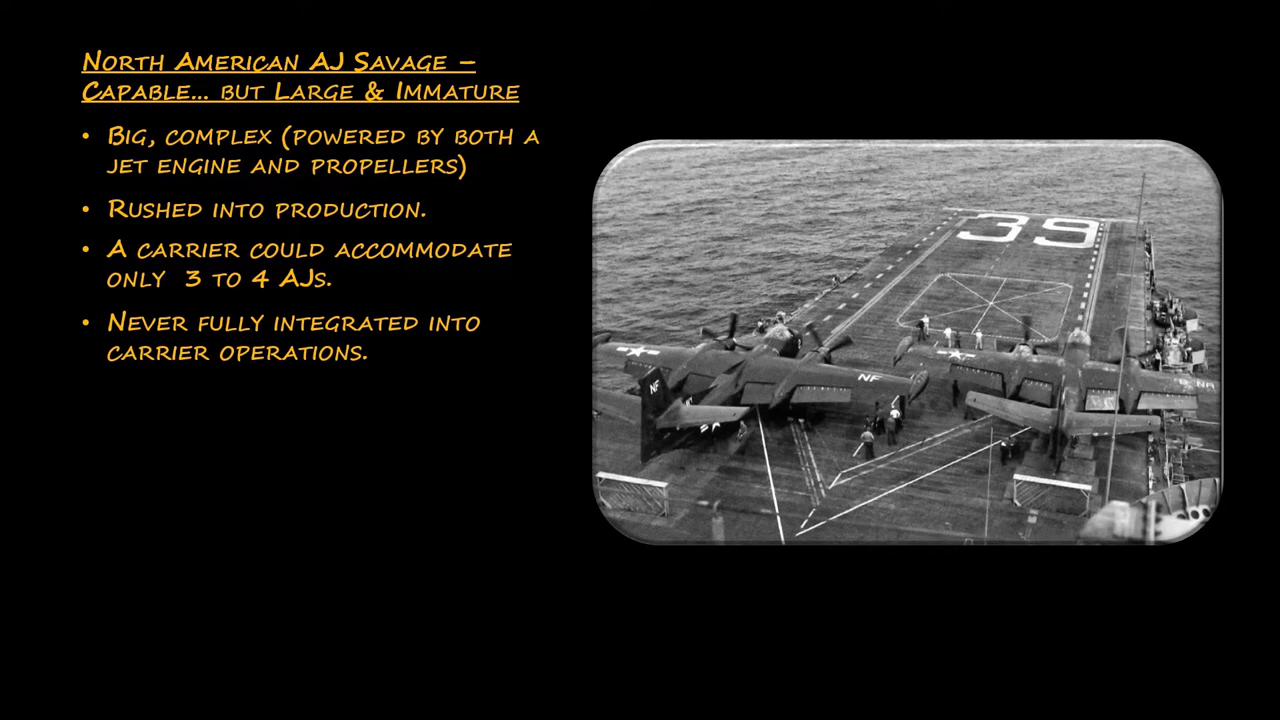 North American AJ Savage –
Capable... but Large & Immature
• Big, complex (powered by both a
jet engine and propellers)
• Rushed into production.
• A carrier could accommodate
only 3 to 4 AJs.
• Never fully integrated into
carrier operations.
39
NF
NF